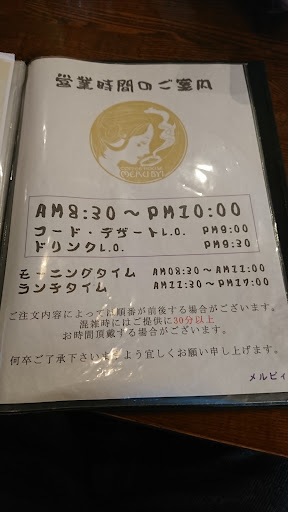 営業時間のご案内
AM8:30～PM10:00
フード・デザートL.O. PM9:00
ドリンクL.O. PM9:30
モーニングタイム AM08:30～AM11:00
ランチタイム AM11:30～PM17:00
ご注文内容によっては順番が前後する場合がございます。
混雑時にはご提供に30分以上
お時間頂戴する場合がございます。
何卒ご了承下さいますよう宜しくお願い申し上げます。
メルビィ